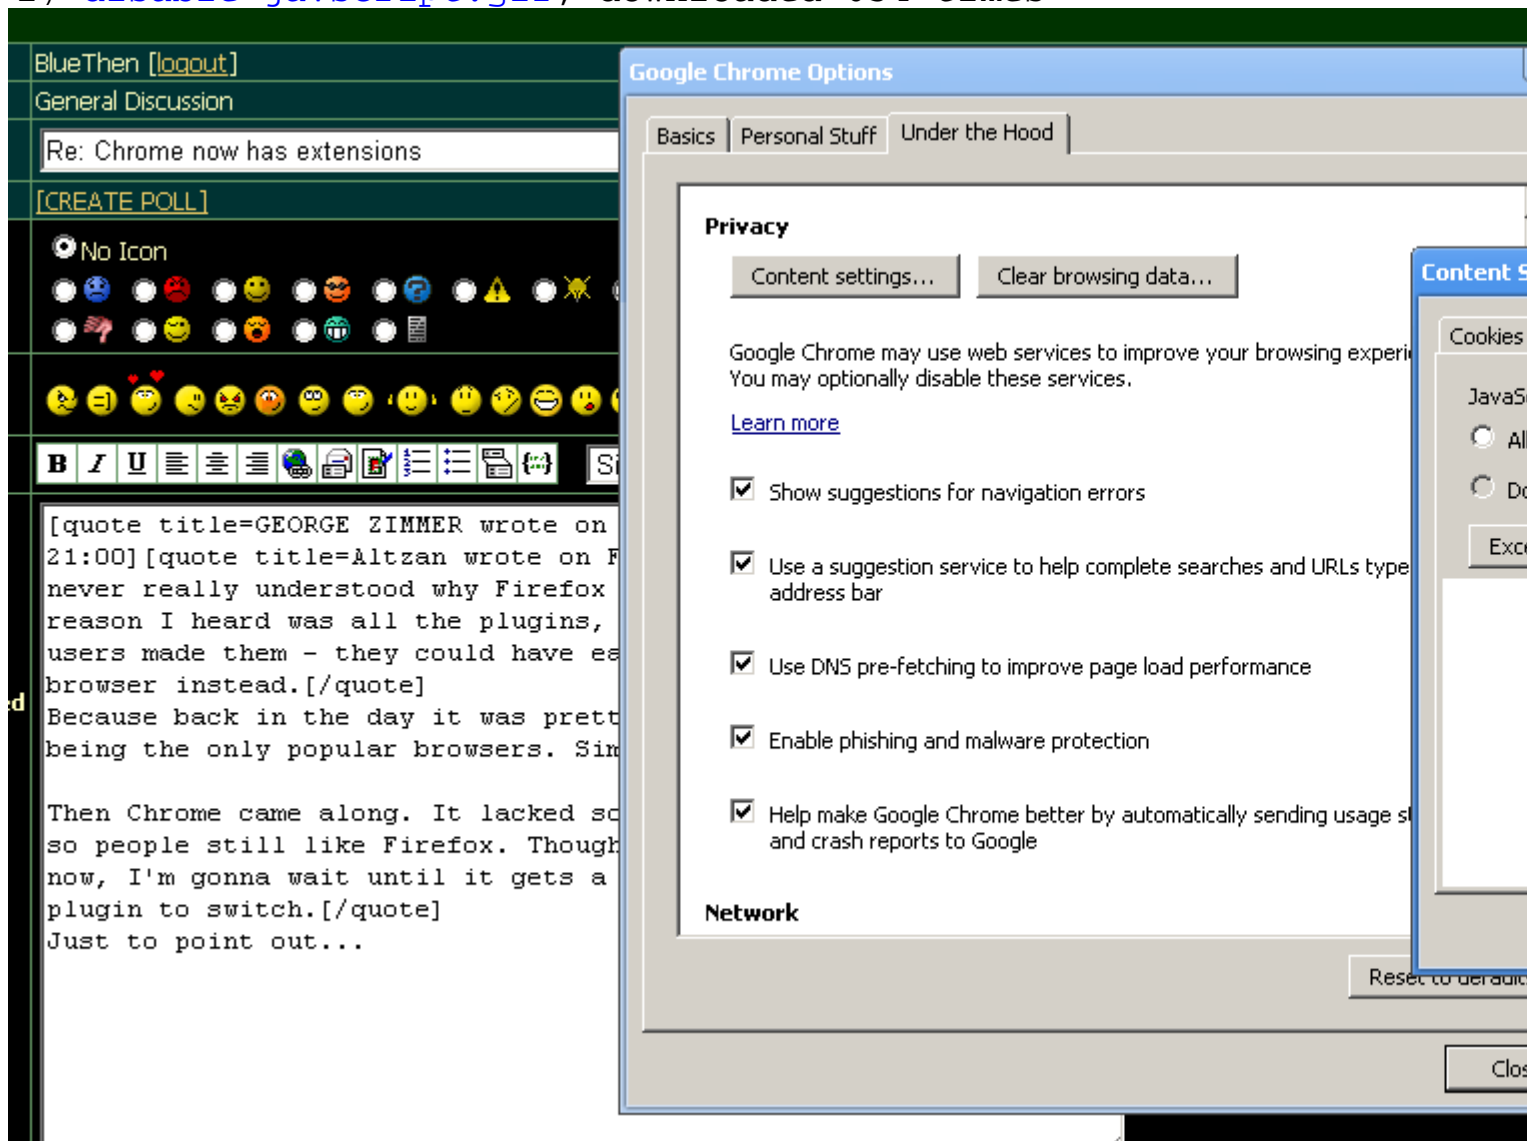 BlueThen [logout]
General Discussion
Re: Chrome now has extensions
[CREATE POLL]
No Icon
B I U
[quote title=GEORGE ZIMMER wrote on
21:00][quote title=Altzan wrote on
never really understood why Firefox
reason I heard was all the plugins,
users made them - they could have
browser instead.[/quote]
Because back in the day it was
being the only popular browsers.
Then Chrome came along. It lacked
so people still like Firefox.
now, I'm gonna wait until it gets a
plugin to switch.[/quote]
Just to point out...
Google Chrome Options
Basics Personal Stuff Under the Hood
Privacy
Content settings... Clear browsing data...
Google Chrome may use web services to improve your browsing
You may optionally disable these services.
Learn more
Show suggestions for navigation errors
Use a suggestion service to help complete searches and URLs type
address bar
Use DNS pre-fetching to improve page load performance
Enable phishing and malware protection
Help make Google Chrome better by automatically sending usage
and crash reports to Google
Network
Reset to defaults
Content
Cookies